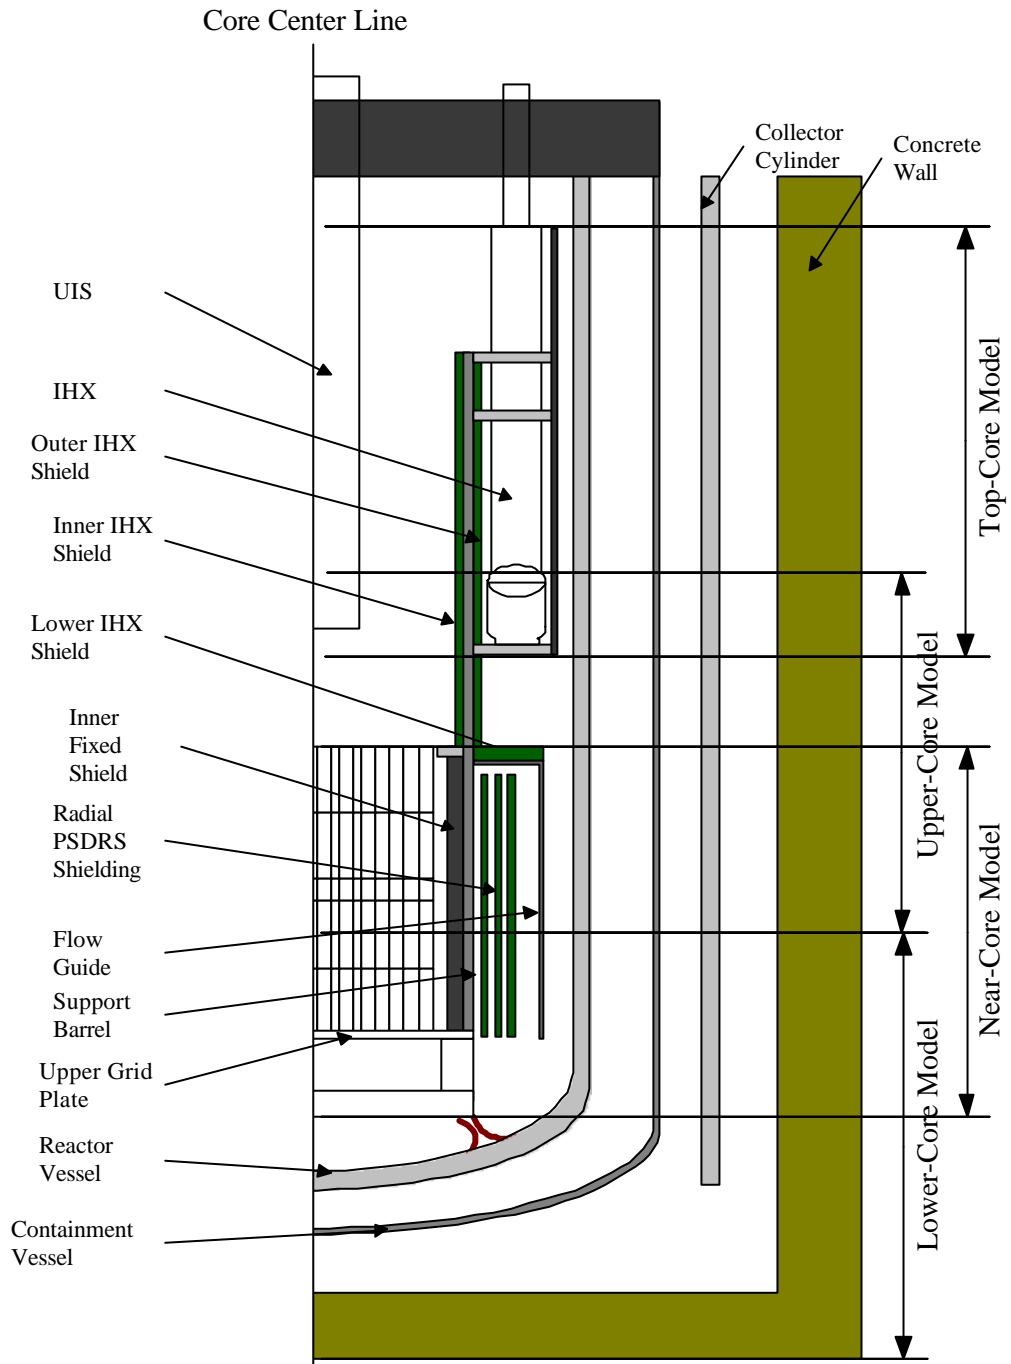 Core Center Line
Collector
Cylinder
Concrete
Wall
UIS
IHX
Outer IHX
Shield
Inner IHX
Shield
Lower IHX
Shield
Inner
Fixed
Shield
Radial
PSDRS
Shielding
Flow
Guide
Support
Barrel
Upper Grid
Plate
Reactor
Vessel
Containment
Vessel
Top-Core Model
Upper-Core Model
Near-Core Model
Lower-Core Model